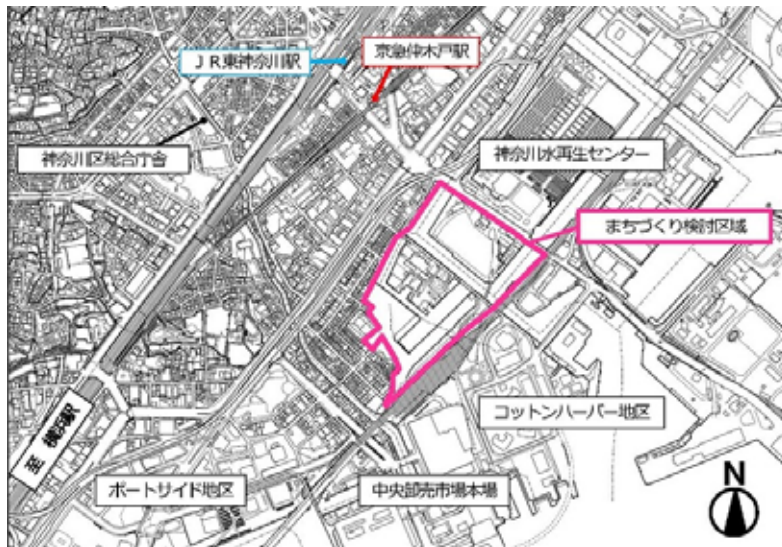 JR東神奈川駅
京急仲木戸駅
神奈川区総合庁舎
神奈川水再生センター
まちづくり検討区域
至 横浜駅
コットンハーバー地区
ポートサイド地区
中央卸売市場本場
N